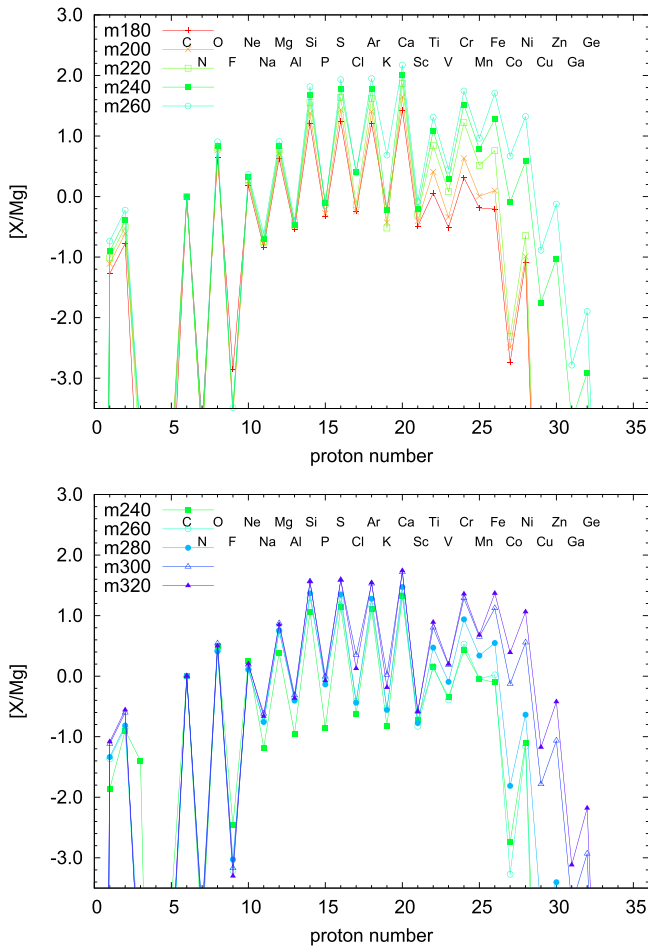 3.0
m180 C O Ne Mg Si S Ar Ca Ti Cr Fe Ni Zn Ge
m200 N F Na Al P Cl K Sc V Mn Co Cu Ga
m220
2.0
m240
m260
1.0
[X/Mg]
0.0
-1.0
-2.0
-3.0
0 5 10 15 20 25 30 35
proton number
3.0
m240 C O Ne Mg Si S Ar Ca Ti Cr Fe Ni Zn Ge
m260 N F Na Al P Cl K Sc V Mn Co Cu Ga
m280
2.0
m300
m320
1.0
[X/Mg]
0.0
-1.0
-2.0
-3.0
0 5 10 15 20 25 30 35
proton number